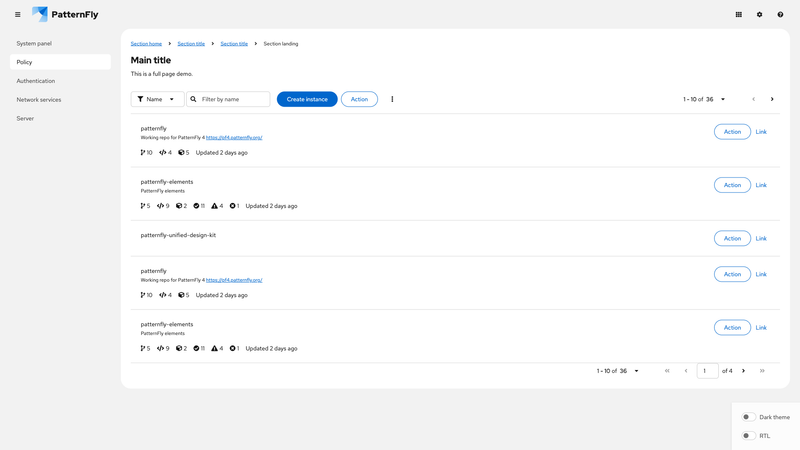 PatternFly
System panel
Policy
Authentication
Network services
Server
Section home Section title Section title Section landing
Main title
This is a full page demo.
Name Filter by name Create instance Action 1 - 10 of 36
patternfly
Working repo for PatternFly 4 https://pf4.patternfly.org/
10 4 5 Updated 2 days ago
Action Link
patternfly-elements
PatternFly elements
5 9 2 11 4 1 Updated 2 days ago
Action Link
patternfly-unified-design-kit
Action Link
patternfly
Working repo for PatternFly 4 https://pf4.patternfly.org/
10 4 5 Updated 2 days ago
Action Link
patternfly-elements
PatternFly elements
5 9 2 11 4 1 Updated 2 days ago
Action Link
1 - 10 of 36 1 of 4
Dark theme
RTL